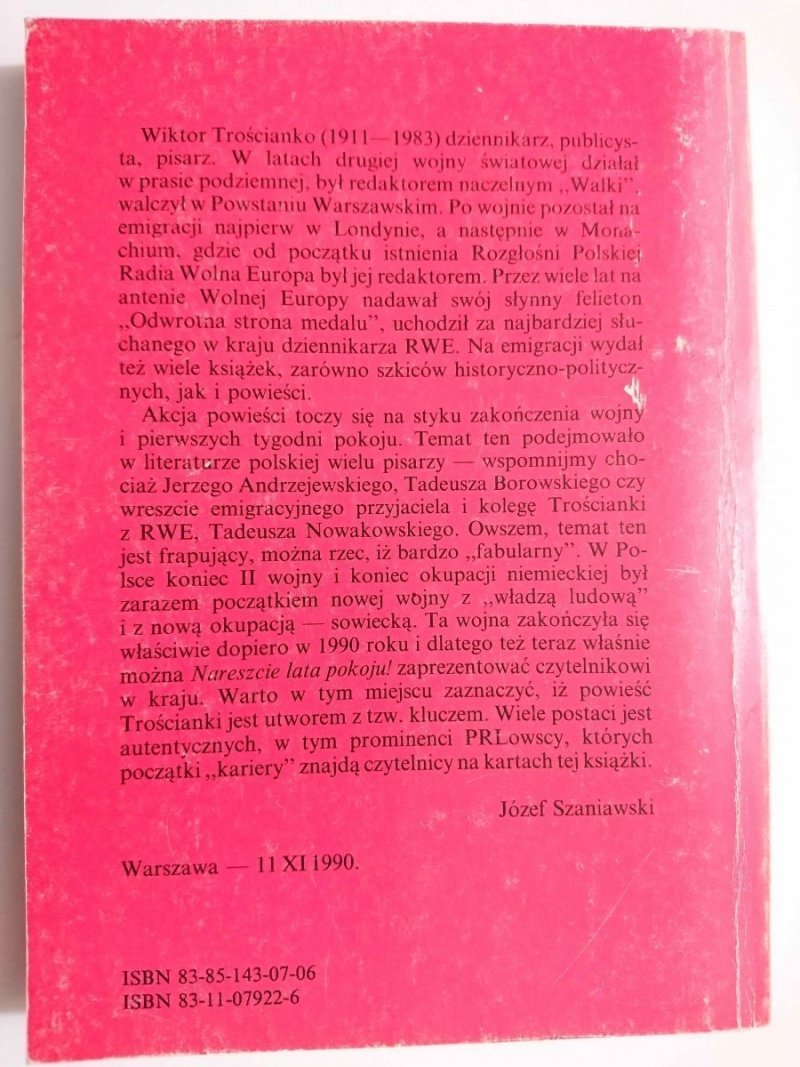 Wiktor Trościanko (1911—1983) dziennikarz, publicys-
ta, pisarz. W latach drugiej wojny światowej działał
w prasie podziemnej, był redaktorem naczelnym „Walki”,
walczył w Powstaniu Warszawskim. Po wojnie pozostał na
emigracji najpierw w Londynie, a następnie w Mona-
chium, gdzie od początku istnienia Rozgłośni Polskiej
Radia Wolna Europa był jej redaktorem. Przez wiele lat na
antenie Wolnej Europy nadawał swój słynny felieton
„Odwrotna strona medalu”, uchodził za najbardziej słu-
chanego w kraju dziennikarza RWE. Na emigracji wydał
też wiele książek, zarówno szkiców historyczno-politycz-
nych, jak i powieści.
Akcja powieści toczy się na styku zakończenia wojny
i pierwszych tygodni pokoju. Temat ten podejmowało
w literaturze polskiej wielu pisarzy — wspomnijmy cho-
ciaż Jerzego Andrzejewskiego, Tadeusza Borowskiego czy
wreszcie emigracyjnego przyjaciela i kolegę Trościanki
z RWE, Tadeusza Nowakowskiego. Owszem, temat ten
jest frapujący, można rzec, iż bardzo „fabularny”. W Po-
lsce koniec II wojny i koniec okupacji niemieckiej był
zarazem początkiem nowej wojny z „władzą ludową”
i z nową okupacją — sowiecką. Ta wojna zakończyła się
właściwie dopiero w 1990 roku i dlatego też teraz właśnie
można Nareszcie lata pokoju! zaprezentować czytelnikowi
w kraju. Warto w tym miejscu zaznaczyć, iż powieść
Trościanki jest utworem z tzw. kluczem. Wiele postaci jest
autentycznych, w tym prominenci PRLowscy, których
początki „kariery” znajdą czytelnicy na kartach tej książki.
Józef Szaniawski
Warszawa — 11 XI 1990.
ISBN 83-85-143-07-06
ISBN 83-11-07922-6